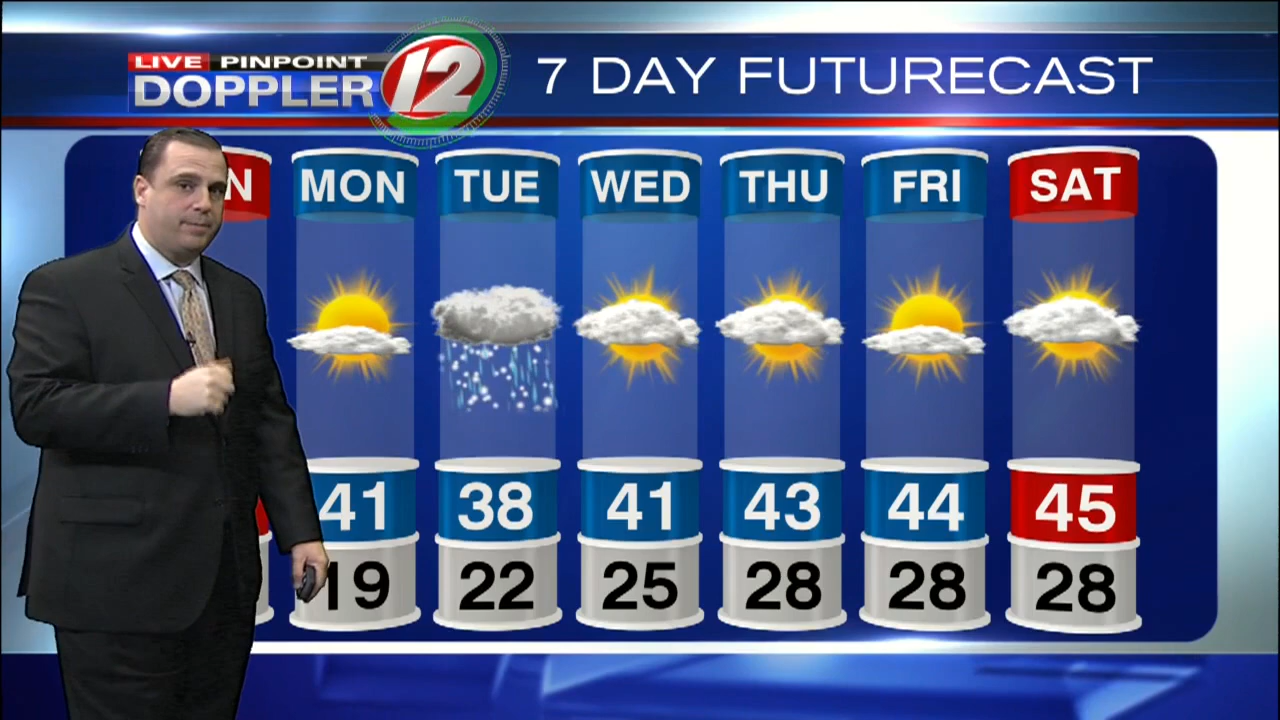 LIVE PINPOINT
DOPPLER 12
7 DAY FUTURECAST
N MON TUE WED THU FRI SAT
41 38 41 43 44 45
19 22 25 28 28 28